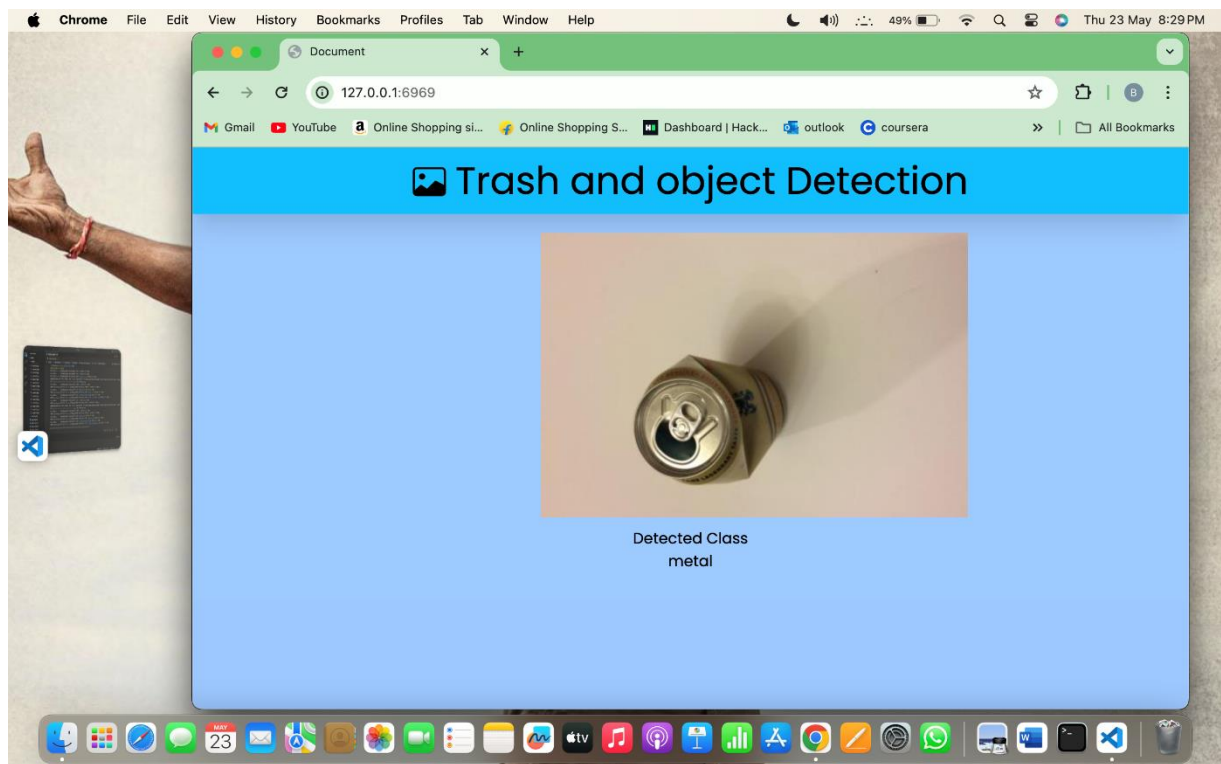 Chrome File Edit View History Bookmarks Profiles Tab Window Help 49% Thu 23 May 8:29 PM
Document
127.0.0.1:6969 B
Gmail YouTube a Online Shopping si... Online Shopping S... Dashboard | Hack... outlook C coursera » All Bookmarks
Trash and object Detection
Detected Class
metal
MAY
23
tv
W